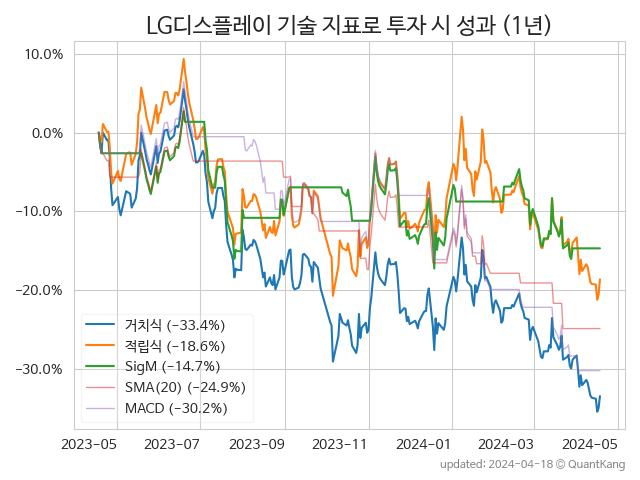 LG디스플레이 기술 지표로 투자 시 성과 (1년)
10.0%
0.0%
−10.0%
−20.0%
−30.0%
거치식 (−33.4%)
적립식 (−18.6%)
SigM (−14.7%)
SMA(20) (−24.9%)
MACD (−30.2%)
2023-05 2023-07 2023-09 2023-11 2024-01 2024-03 2024-05
updated: 2024-04-18 © QuantKang